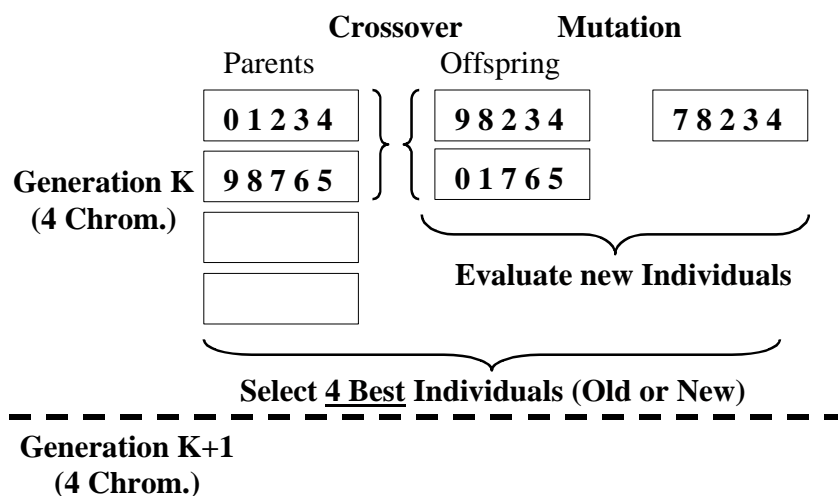 Crossover Mutation
Parents Offspring
0 1 2 3 4 9 8 2 3 4 7 8 2 3 4
9 8 7 6 5 0 1 7 6 5
Generation K
(4 Chrom.)
Evaluate new Individuals
Select 4 Best Individuals (Old or New)
Generation K+1
(4 Chrom.)